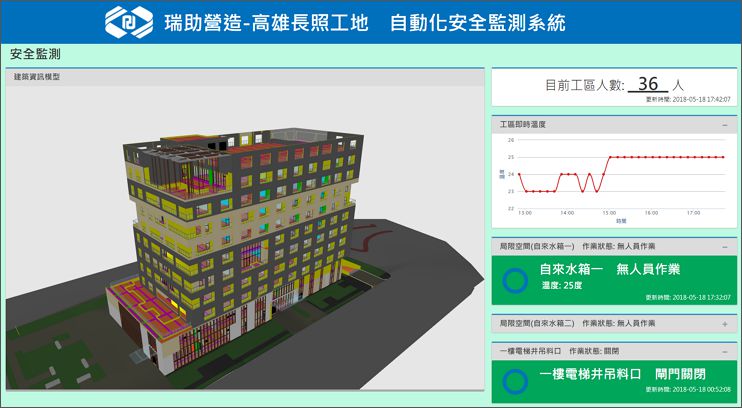 瑞助營造-高雄長照工地 自動化安全監測系統
安全監測
建築資訊模型
目前工區人數: 36 人
更新時間: 2018-05-18 17:42:07
工區即時溫度 −
26
25
24
23
22
溫度
13:00 14:00 15:00 16:00 17:00
時間
局限空間(自來水箱一) 作業狀態: 無人員作業 −
自來水箱一 無人員作業
溫度: 25度
更新時間: 2018-05-18 17:32:07
局限空間(自來水箱二) 作業狀態: 無人員作業 +
一樓電梯井吊料口 作業狀態: 關閉 −
一樓電梯井吊料口 閘門關閉
更新時間: 2018-05-18 00:52:08